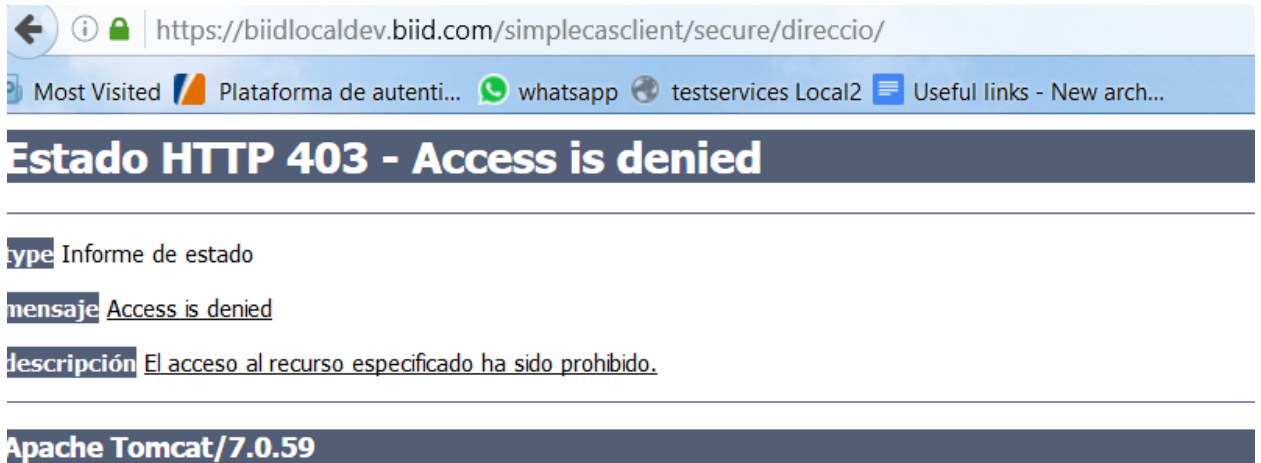 https://biidlocaldev.biid.com/simplecasclient/secure/direccio/
Most Visited Plataforma de autenti... whatsapp testservices Local2 Useful links - New arch...
Estado HTTP 403 - Access is denied
type Informe de estado
mensaje Access is denied
descripción El acceso al recurso especificado ha sido prohibido.
Apache Tomcat/7.0.59